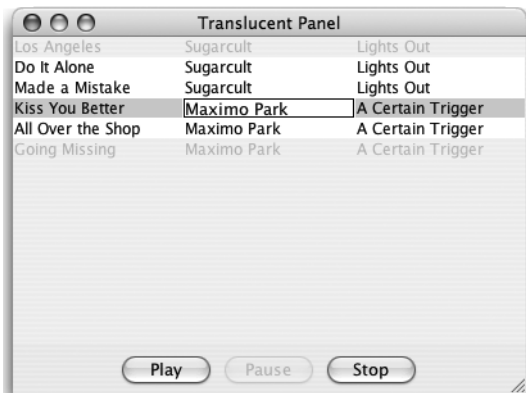 Translucent Panel
Los Angeles Sugarcult Lights Out
Do It Alone Sugarcult Lights Out
Made a Mistake Sugarcult Lights Out
Kiss You Better Maximo Park A Certain Trigger
All Over the Shop Maximo Park A Certain Trigger
Going Missing Maximo Park A Certain Trigger
Play Pause Stop